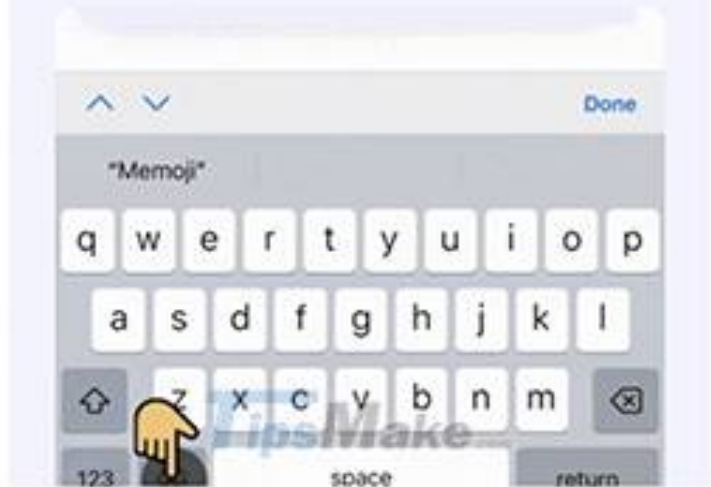 Done
"Memoji"
q w e r t y u i o p
a s d f g h j k l
z x c v b n m
TipsMake
123 space return